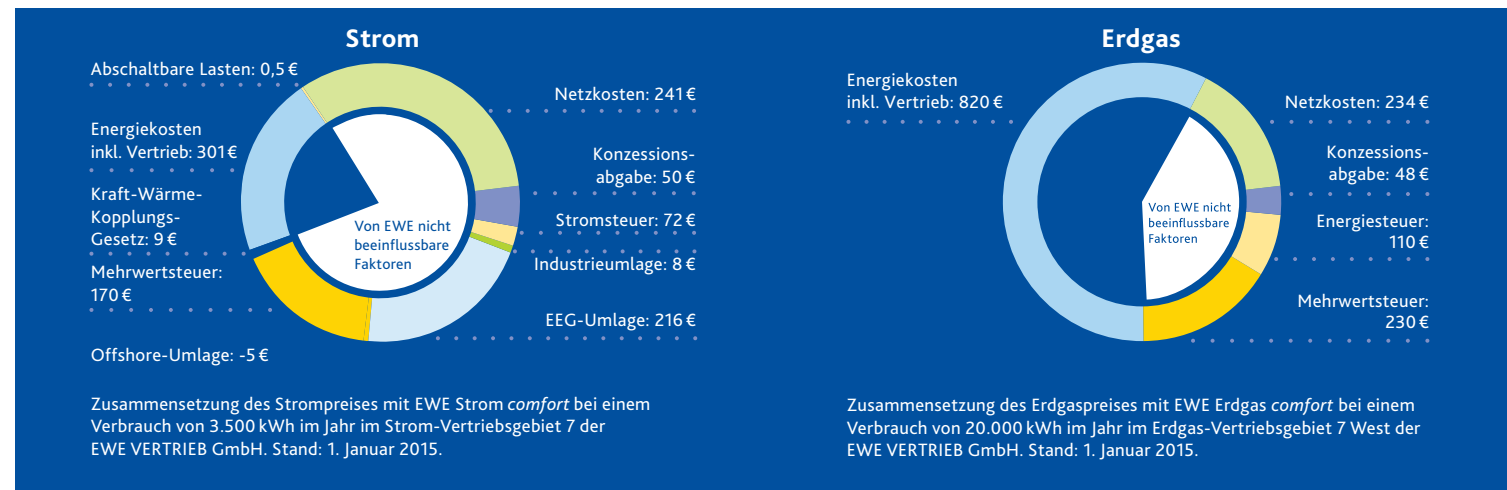 Strom
Abschaltbare Lasten: 0,5 €
Energiekosten
inkl. Vertrieb: 301 €
Kraft-Wärme-
Kopplungs-
Gesetz: 9 €
Mehrwertsteuer:
170 €
Offshore-Umlage: -5 €
Netzkosten: 241 €
Konzessions-
abgabe: 50 €
Stromsteuer: 72 €
Industrieumlage: 8 €
EEG-Umlage: 216 €
Von EWE nicht
beeinflussbare
Faktoren
Zusammensetzung des Strompreises mit EWE Strom comfort bei einem
Verbrauch von 3.500 kWh im Jahr im Strom-Vertriebsgebiet 7 der
EWE VERTRIEB GmbH. Stand: 1. Januar 2015.
Erdgas
Energiekosten
inkl. Vertrieb: 820 €
Netzkosten: 234 €
Konzessions-
abgabe: 48 €
Energiesteuer:
110 €
Mehrwertsteuer:
230 €
Von EWE nicht
beeinflussbare
Faktoren
Zusammensetzung des Erdgaspreises mit EWE Erdgas comfort bei einem
Verbrauch von 20.000 kWh im Jahr im Erdgas-Vertriebsgebiet 7 West der
EWE VERTRIEB GmbH. Stand: 1. Januar 2015.